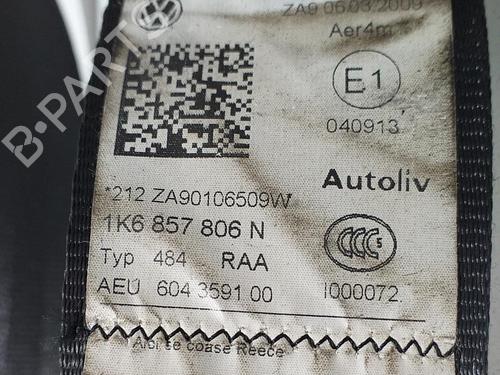 ZA9 05.03.2009
Aer4m
E1
040913
*212 ZA90106509W
Autoliv
1K6 857 806 N
Typ 484 RAA
CCC S
AEU 604 3591 00
I000072
B-PARTS